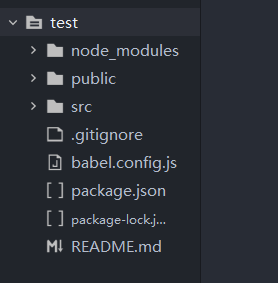 test
node_modules
public
src
.gitignore
babel.config.js
package.json
package-lock.j...
README.md